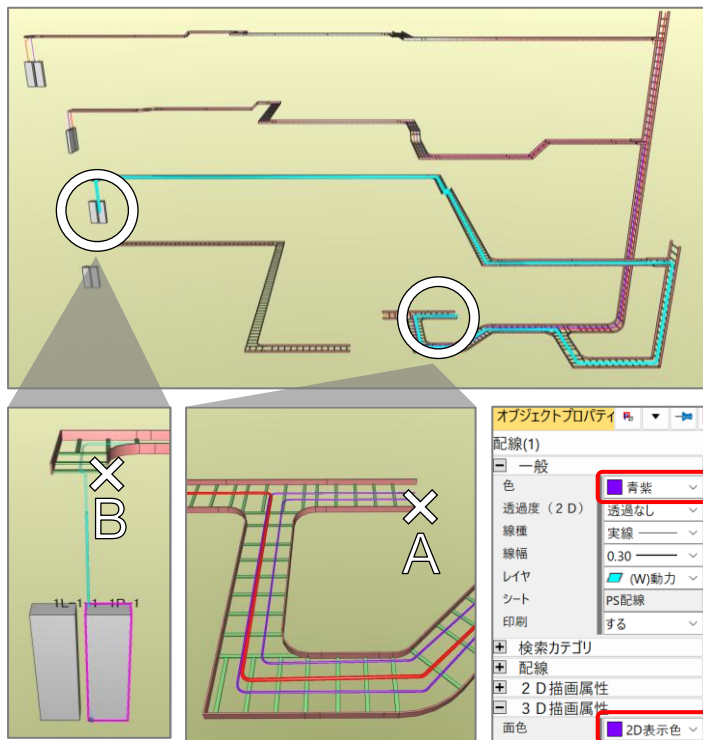 B
1L-1
1P-1
A
オブジェクトプロパティ
配線(1)
一般
色 青紫
透過度(2D) 透過なし
線種 実線
線幅 0.30
レイヤ (W)動力
シート PS配線
印刷 する
検索カテゴリ
配線
2D描画属性
3D描画属性
面色 2D表示色